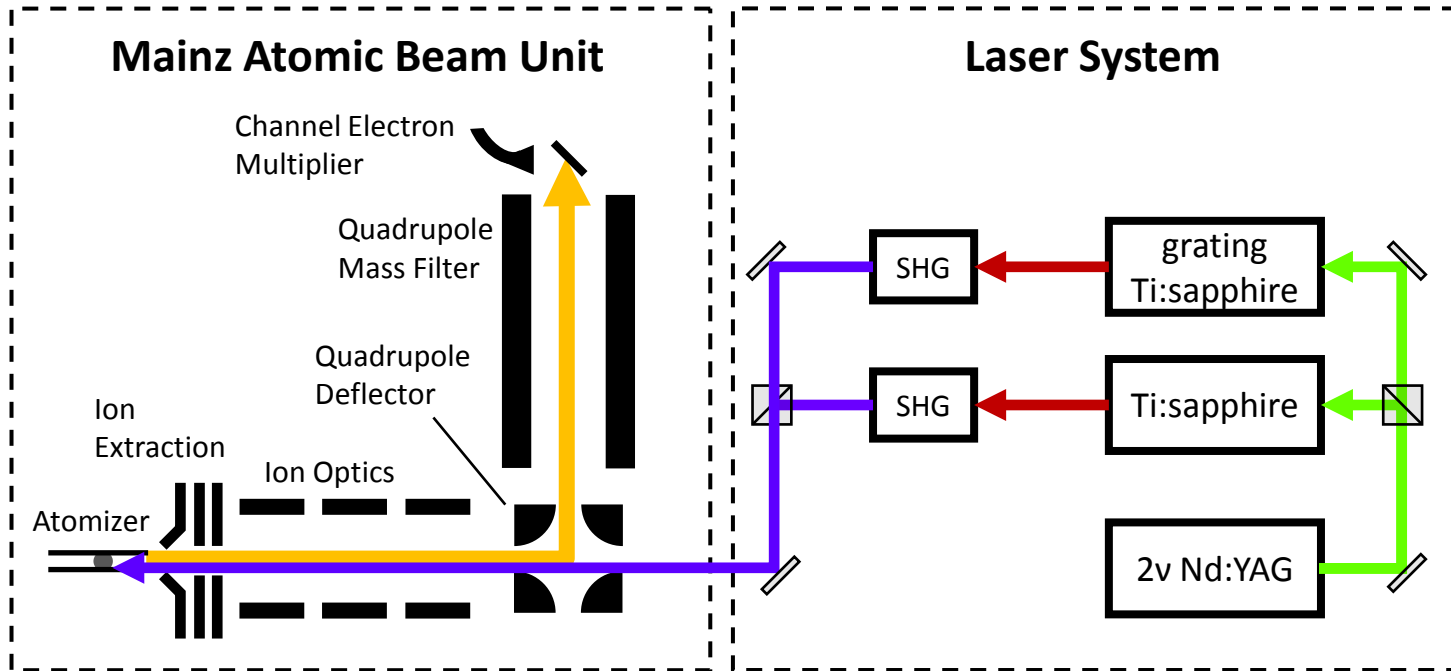 Mainz Atomic Beam Unit
Channel Electron
Multiplier
Quadrupole
Mass Filter
Quadrupole
Deflector
Ion
Extraction
Ion Optics
Atomizer
Laser System
SHG
grating
Ti:sapphire
SHG
Ti:sapphire
2ν Nd:YAG